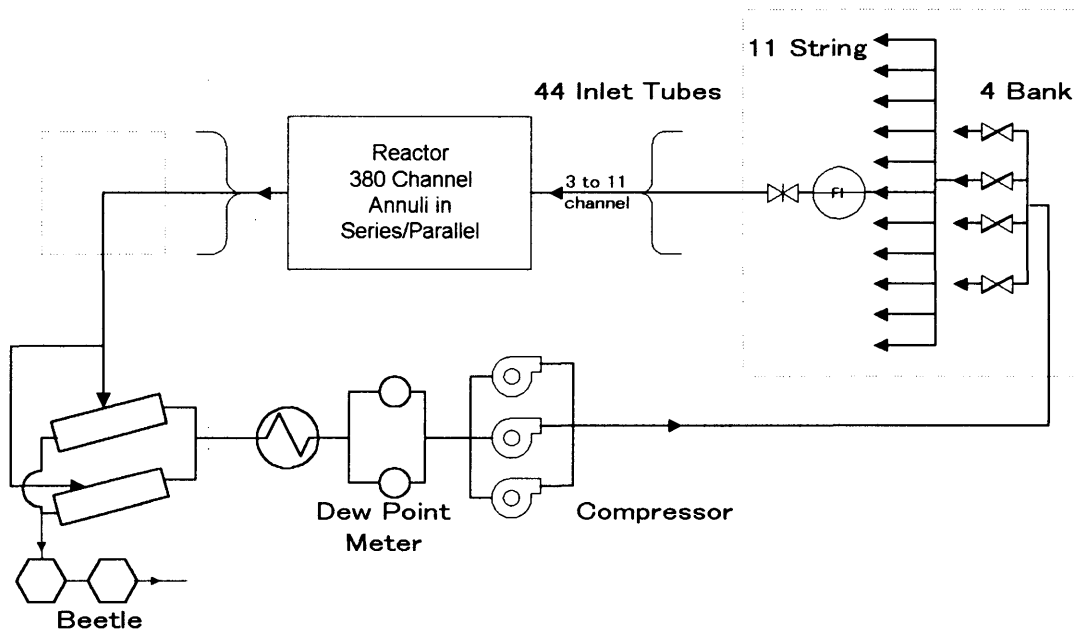 11 String
4 Bank
44 Inlet Tubes
Reactor
380 Channel
Annuli in
Series/Parallel
3 to 11
channel
FI
Dew Point
Meter
Compressor
Beetle